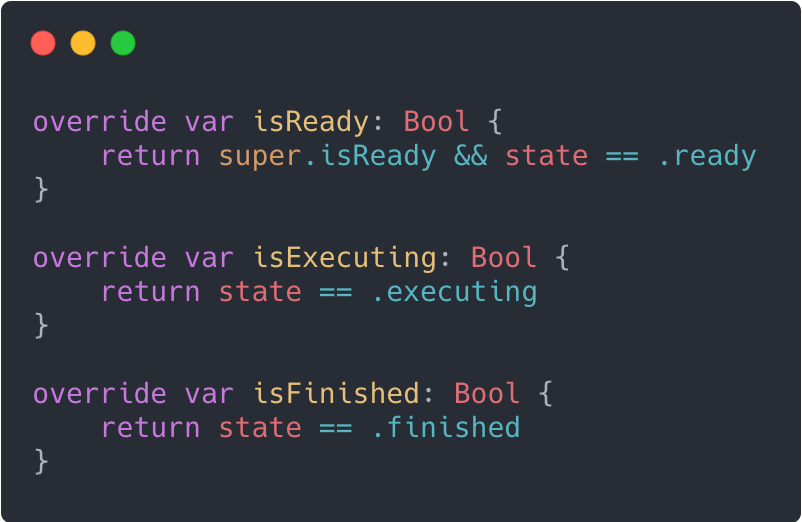 override var isReady: Bool {
    return super.isReady && state == .ready
}
override var isExecuting: Bool {
    return state == .executing
}
override var isFinished: Bool {
    return state == .finished
}